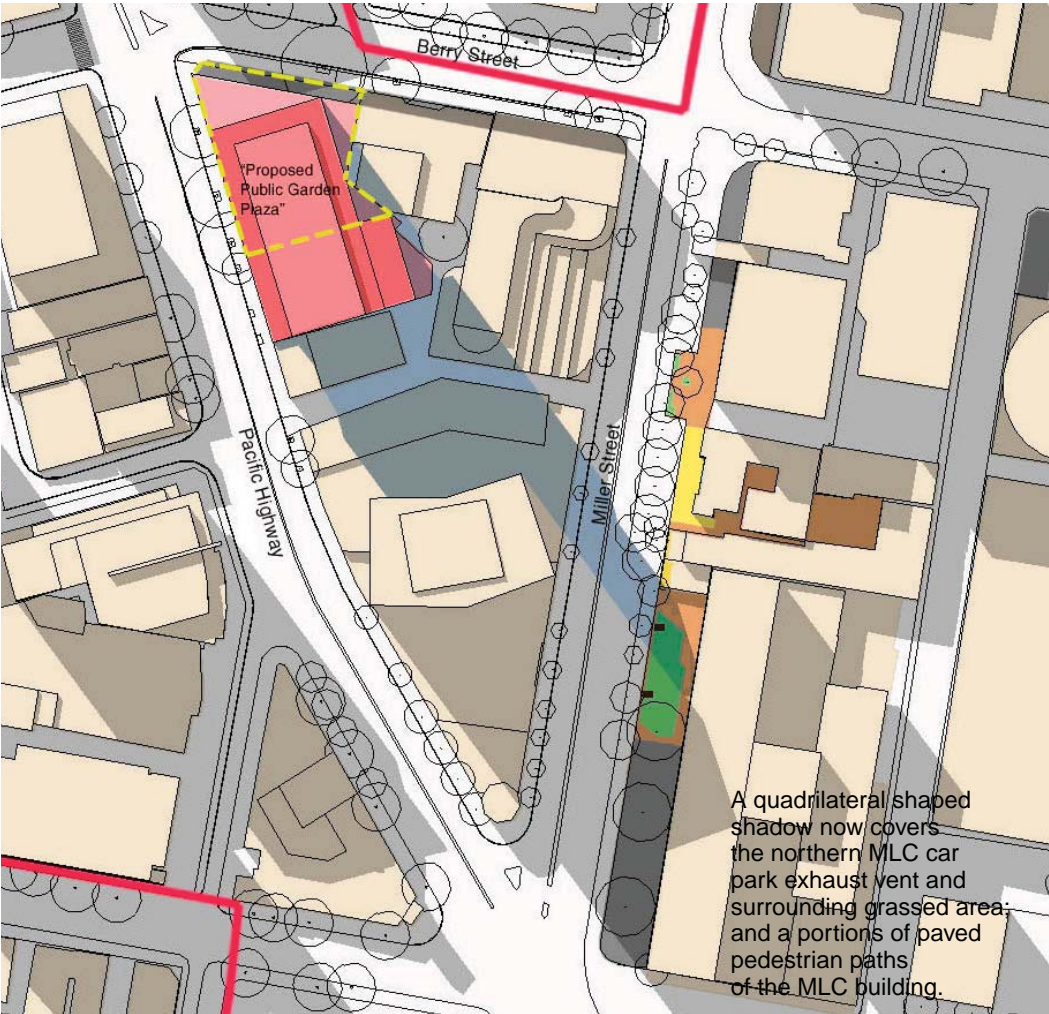 Berry Street
"Proposed
Public Garden
Plaza"
Pacific Highway
Miller Street
A quadrilateral shaped
shadow now covers
the northern MLC car
park exhaust vent and
surrounding grassed area;
and a portions of paved
pedestrian paths
of the MLC building.